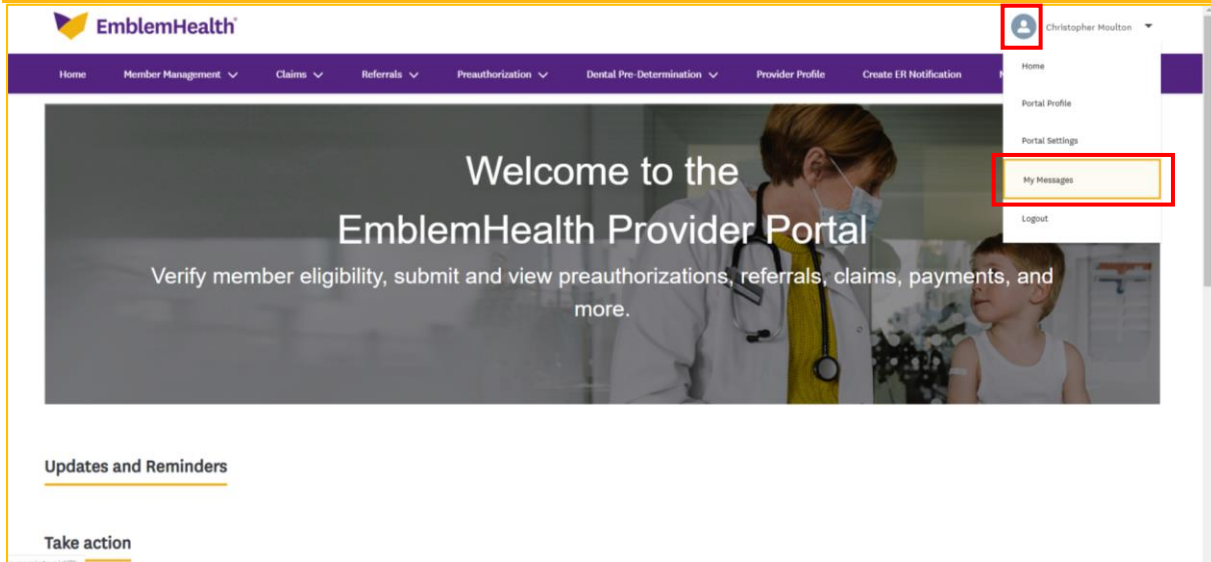 EmblemHealth
Christopher Moulton
Home Member Management Claims Referrals Preauthorization Dental Pre-Determination Provider Profile Create ER Notification
Home
Portal Profile
Portal Settings
My Messages
Logout
Welcome to the
EmblemHealth Provider Portal
Verify member eligibility, submit and view preauthorizations, referrals, claims, payments, and
more.
Updates and Reminders
Take action